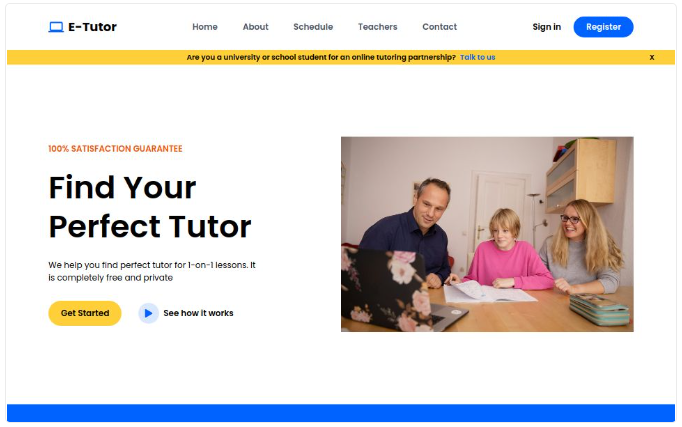 E-Tutor
Home About Schedule Teachers Contact
Sign in Register
Are you a university or school student for an online tutoring partnership? Talk to us X
100% SATISFACTION GUARANTEE
Find Your
Perfect Tutor
We help you find perfect tutor for 1-on-1 lessons. It
is completely free and private
Get Started See how it works